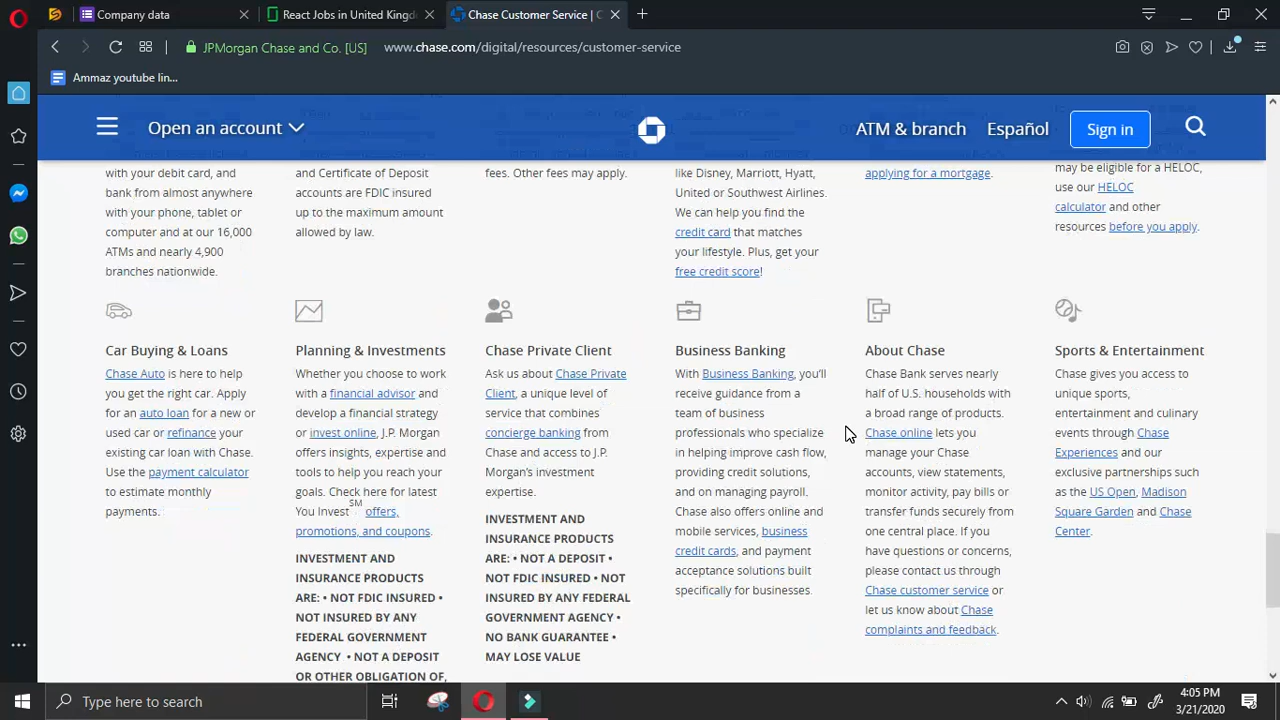 Company data
React Jobs in United Kingd
Chase Customer Service | C
JPMorgan Chase and Co. [US]
www.chase.com/digital/resources/customer-service
Ammaz youtube lin...
Open an account
ATM & branch
Español
Sign in
with your debit card, and
bank from almost anywhere
with your phone, tablet or
computer and at our 16,000
ATMs and nearly 4,900
branches nationwide.
and Certificate of Deposit
accounts are FDIC insured
up to the maximum amount
allowed by law.
fees. Other fees may apply.
like Disney, Marriott, Hyatt,
United or Southwest Airlines.
We can help you find the
credit card that matches
your lifestyle. Plus, get your
free credit score!
applying for a mortgage.
may be eligible for a HELOC,
use our HELOC
calculator and other
resources before you apply.
Car Buying & Loans
Chase Auto is here to help
you get the right car. Apply
for an auto loan for a new or
used car or refinance your
existing car loan with Chase.
Use the payment calculator
to estimate monthly
payments.
Planning & Investments
Whether you choose to work
with a financial advisor and
develop a financial strategy
or invest online, J.P. Morgan
offers insights, expertise and
tools to help you reach your
goals. Check here for latest
You Invest℠ offers,
promotions, and coupons.
INVESTMENT AND
INSURANCE PRODUCTS
ARE: • NOT FDIC INSURED •
NOT INSURED BY ANY
FEDERAL GOVERNMENT
AGENCY • NOT A DEPOSIT
OR OTHER OBLIGATION OF,
Chase Private Client
Ask us about Chase Private
Client, a unique level of
service that combines
concierge banking from
Chase and access to J.P.
Morgan's investment
expertise.
INVESTMENT AND
INSURANCE PRODUCTS
ARE: • NOT A DEPOSIT •
NOT FDIC INSURED • NOT
INSURED BY ANY FEDERAL
GOVERNMENT AGENCY •
NO BANK GUARANTEE •
MAY LOSE VALUE
Business Banking
With Business Banking, you'll
receive guidance from a
team of business
professionals who specialize
in helping improve cash flow,
providing credit solutions,
and on managing payroll.
Chase also offers online and
mobile services, business
credit cards, and payment
acceptance solutions built
specifically for businesses.
About Chase
Chase Bank serves nearly
half of U.S. households with
a broad range of products.
Chase online lets you
manage your Chase
accounts, view statements,
monitor activity, pay bills or
transfer funds securely from
one central place. If you
have questions or concerns,
please contact us through
Chase customer service or
let us know about Chase
complaints and feedback.
Sports & Entertainment
Chase gives you access to
unique sports,
entertainment and culinary
events through Chase
Experiences and our
exclusive partnerships such
as the US Open, Madison
Square Garden and Chase
Center.
Type here to search
4:05 PM
3/21/2020